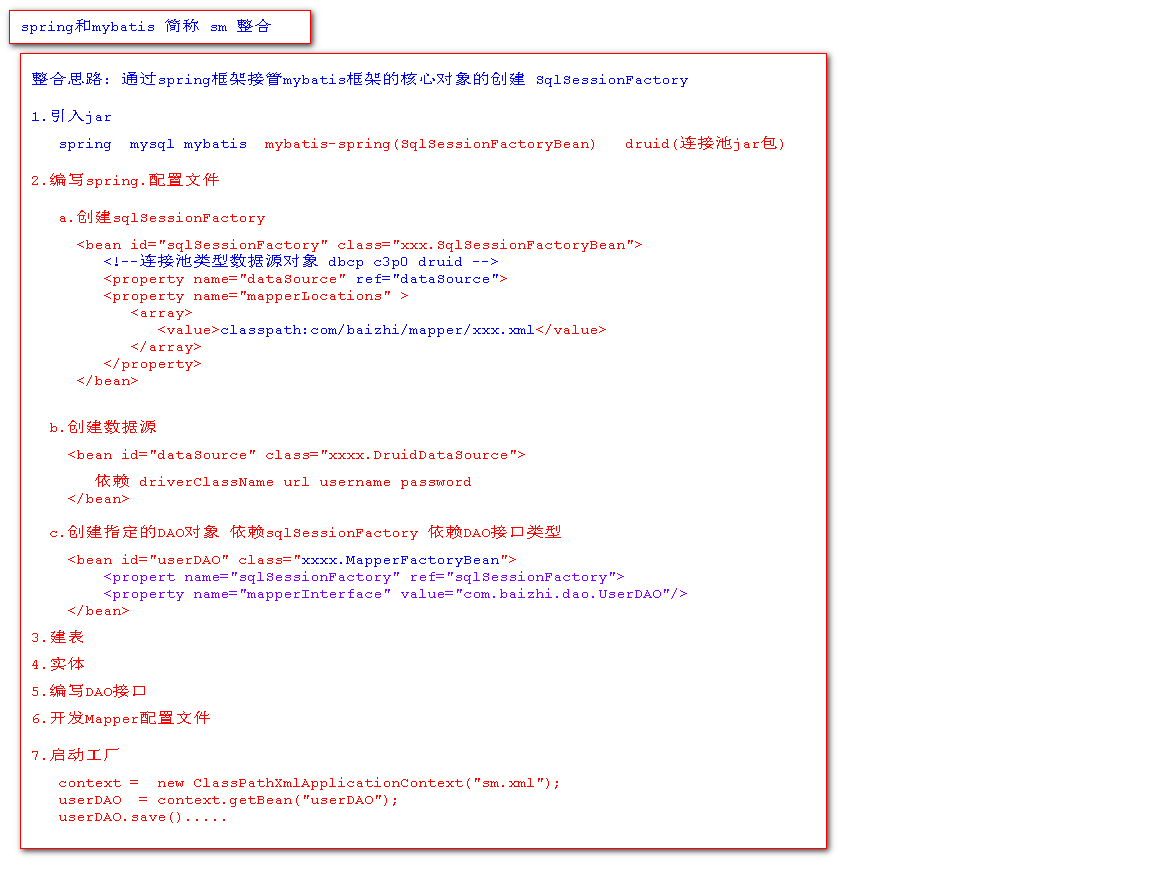 spring和mybatis 简称 sm 整合
整合思路: 通过spring框架接管mybatis框架的核心对象的创建 SqlSessionFactory
1.引入jar
spring  mysql mybatis  mybatis-spring(SqlSessionFactoryBean)   druid(连接池jar包)
2.编写spring.配置文件
a.创建sqlSessionFactory
<bean id="sqlSessionFactory" class="xxx.SqlSessionFactoryBean">
<!--连接池类型数据源对象 dbcp c3p0 druid -->
<property name="dataSource" ref="dataSource">
<property name="mapperLocations" >
<array>
<value>classpath:com/baizhi/mapper/xxx.xml</value>
</array>
</property>
</bean>
b.创建数据源
<bean id="dataSource" class="xxxx.DruidDataSource">
依赖 driverClassName url username password
</bean>
c.创建指定的DAO对象 依赖sqlSessionFactory 依赖DAO接口类型
<bean id="userDAO" class="xxxx.MapperFactoryBean">
<propert name="sqlSessionFactory" ref="sqlSessionFactory">
<property name="mapperInterface" value="com.baizhi.dao.UserDAO"/>
</bean>
3.建表
4.实体
5.编写DAO接口
6.开发Mapper配置文件
7.启动工厂
context =  new ClassPathXmlApplicationContext("sm.xml");
userDAO  = context.getBean("userDAO");
userDAO.save().....